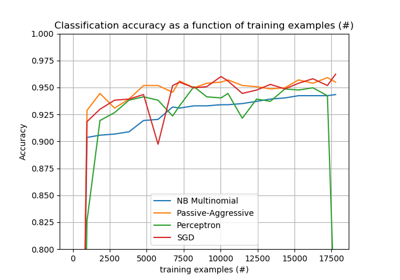 Classification accuracy as a function of training examples (#)
1.000
0.975
0.950
0.925
0.900
0.875
0.850
0.825
0.800
Accuracy
NB Multinomial
Passive-Aggressive
Perceptron
SGD
0 2500 5000 7500 10000 12500 15000 17500
training examples (#)